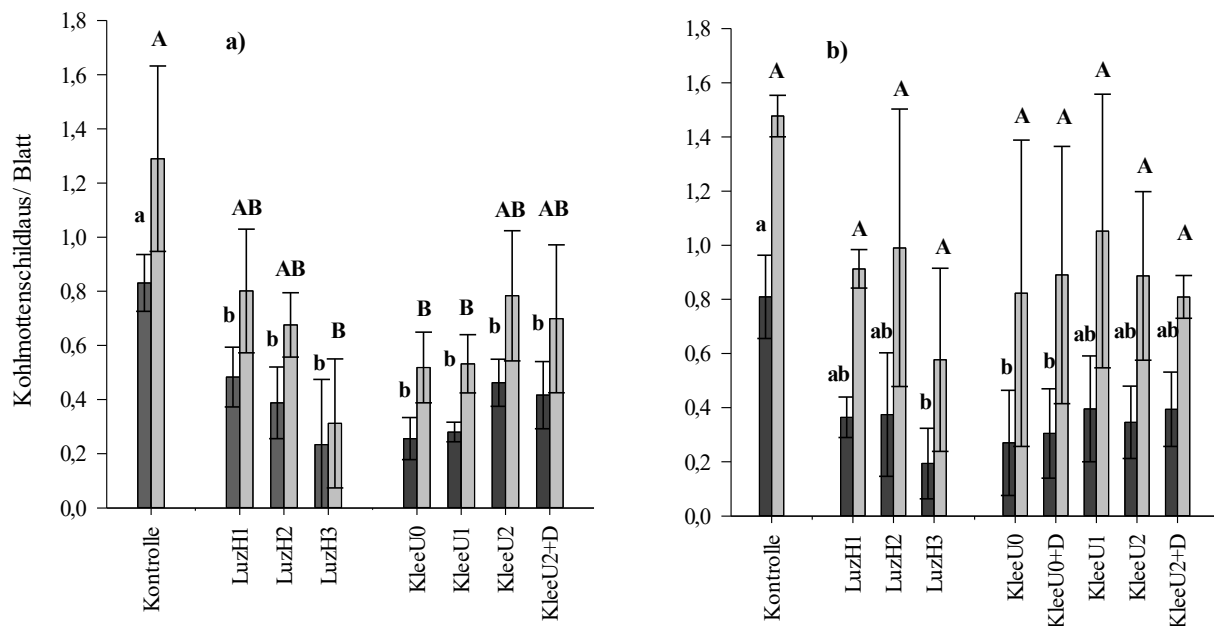 Kohlmottenschildlaus/ Blatt
1,8
1,6
1,4
1,2
1,0
0,8
0,6
0,4
0,2
0,0
a)
a
A
b
AB
b
AB
b
B
b
B
b
B
b
AB
b
AB
Kontrolle
LuzH1
LuzH2
LuzH3
KleeU0
KleeU1
KleeU2
KleeU2+D
1,8
1,6
1,4
1,2
1,0
0,8
0,6
0,4
0,2
0,0
b)
a
A
ab
A
ab
A
b
A
b
A
b
A
ab
A
ab
A
ab
A
Kontrolle
LuzH1
LuzH2
LuzH3
KleeU0
KleeU0+D
KleeU1
KleeU2
KleeU2+D